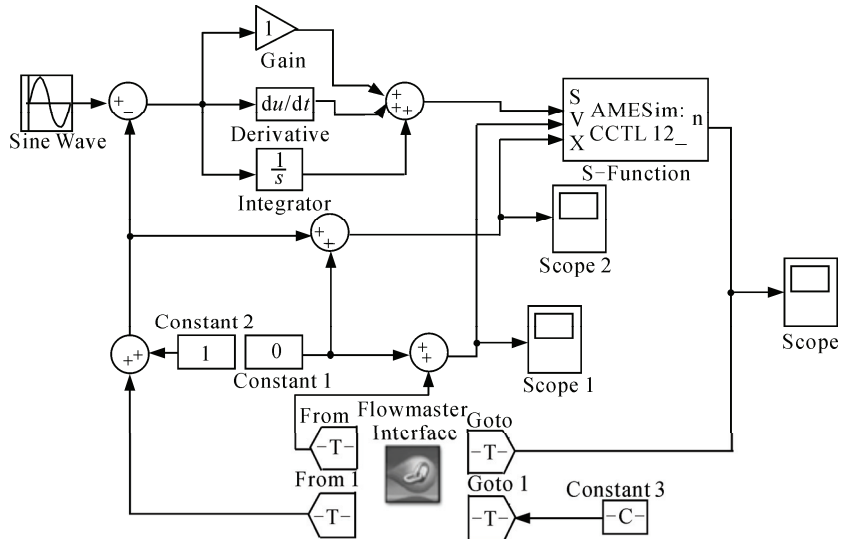 1
Gain
+
−
+
+
+
Sine Wave
du/dt
Derivative
1
s
Integrator
S
V
X
AMESim:
CCTL 12_
n
S−Function
+
+
Scope 2
Scope
Constant 2
1
0
Constant 1
+
+
+
+
Scope 1
From
−T−
Flowmaster
Interface
Goto
−T−
From 1
−T−
Goto 1
−T−
Constant 3
−C−